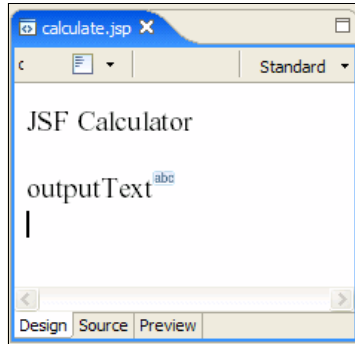 calculate.jsp
c Standard
JSF Calculator
outputText abc
Design Source Preview